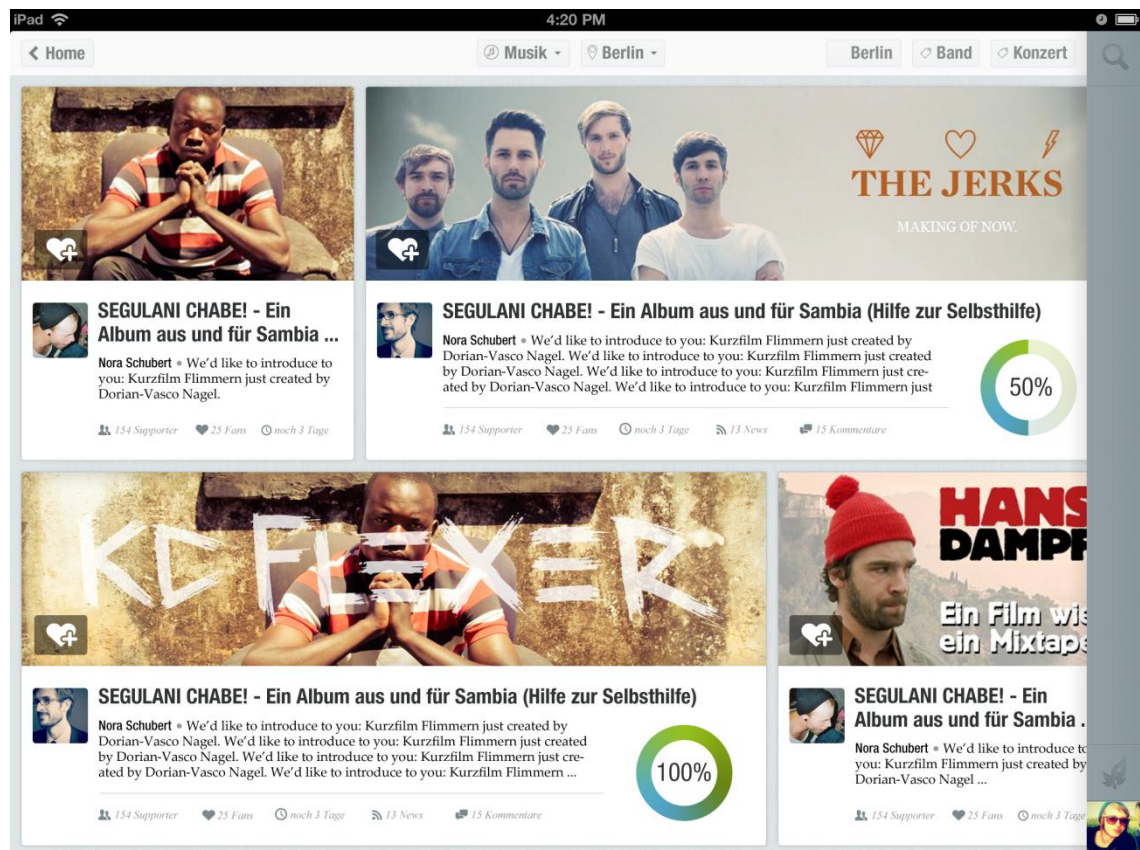 iPad
4:20 PM
Home
Musik
Berlin
Berlin
Band
Konzert
THE JERKS
MAKING OF NOW.
SEGULANI CHABE! - Ein
Album aus und für Sambia ...
Nora Schubert • We'd like to introduce to
you: Kurzfilm Flimmern just created by
Dorian-Vasco Nagel.
154 Supporter
25 Fans
noch 3 Tage
SEGULANI CHABE! - Ein Album aus und für Sambia (Hilfe zur Selbsthilfe)
Nora Schubert • We'd like to introduce to you: Kurzfilm Flimmern just created by
Dorian-Vasco Nagel. We'd like to introduce to you: Kurzfilm Flimmern just created
by Dorian-Vasco Nagel. We'd like to introduce to you: Kurzfilm Flimmern just cre-
ated by Dorian-Vasco Nagel. We'd like to introduce to you: Kurzfilm Flimmern just
50%
154 Supporter
25 Fans
noch 3 Tage
13 News
15 Kommentare
KC FLEXER
HANS
DAMPF
Ein Film wie
ein Mixtape
SEGULANI CHABE! - Ein Album aus und für Sambia (Hilfe zur Selbsthilfe)
Nora Schubert • We'd like to introduce to you: Kurzfilm Flimmern just created by
Dorian-Vasco Nagel. We'd like to introduce to you: Kurzfilm Flimmern just created
by Dorian-Vasco Nagel. We'd like to introduce to you: Kurzfilm Flimmern just cre-
ated by Dorian-Vasco Nagel. We'd like to introduce to you: Kurzfilm Flimmern ...
100%
154 Supporter
25 Fans
noch 3 Tage
13 News
15 Kommentare
SEGULANI CHABE! - Ein
Album aus und für Sambia .
Nora Schubert • We'd like to introduce to
you: Kurzfilm Flimmern just created by
Dorian-Vasco Nagel ...
154 Supporter
25 Fans
noch 3 Tage